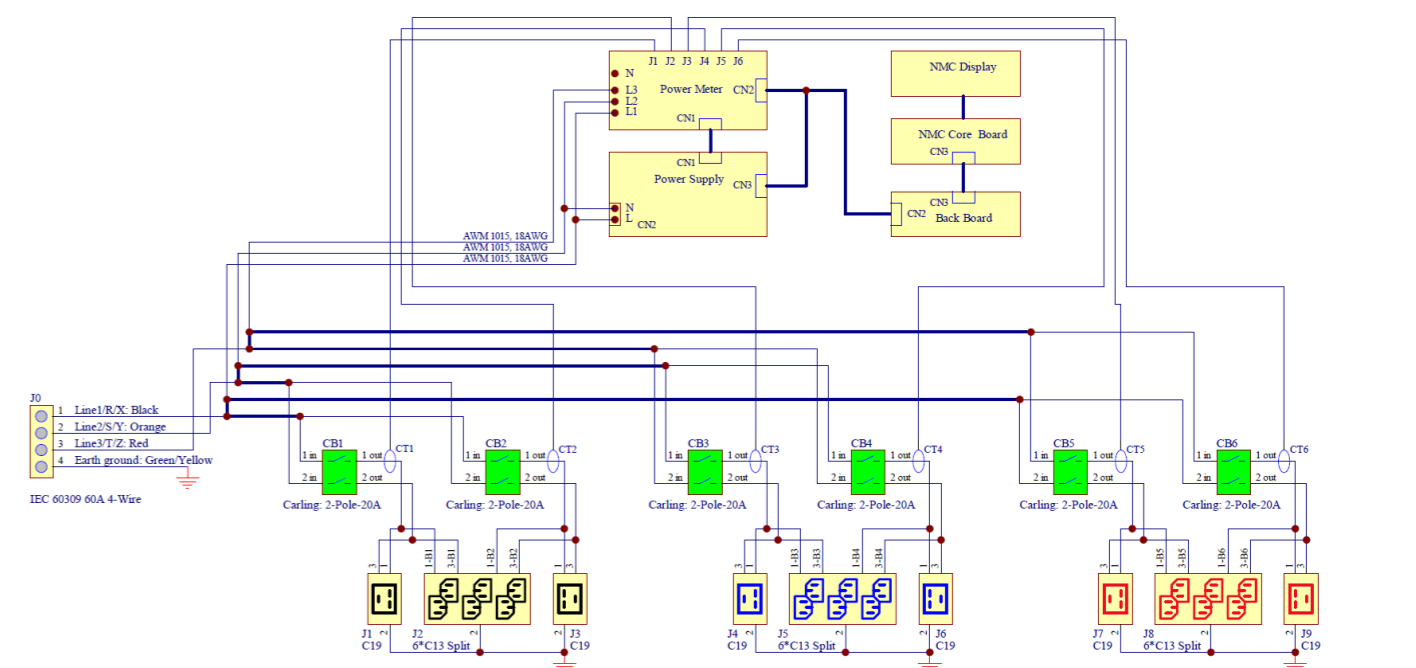 J1 J2 J3 J4 J5 J6
N
L3
L2
L1
Power Meter
CN2
CN1
NMC Display
NMC Core Board
CN3
CN1
Power Supply
CN3
N
L
CN2
CN3
CN2
Back Board
AWM 1015, 18AWG
AWM 1015, 18AWG
AWM 1015, 18AWG
J0
1 Line1/R/X: Black
2 Line2/S/Y: Orange
3 Line3/T/Z: Red
4 Earth ground: Green/Yellow
IEC 60309 60A 4-Wire
CB1 CT1 CB2 CT2 CB3 CT3 CB4 CT4 CB5 CT5 CB6 CT6
1 in 1 out 1 in 1 out 1 in 1 out 1 in 1 out 1 in 1 out 1 in 1 out
2 in 2 out 2 in 2 out 2 in 2 out 2 in 2 out 2 in 2 out 2 in 2 out
Carling: 2-Pole-20A Carling: 2-Pole-20A Carling: 2-Pole-20A Carling: 2-Pole-20A Carling: 2-Pole-20A Carling: 2-Pole-20A
3 1 1-B1 3-B1 1-B2 3-B2 1 3 3 1 1-B3 3-B3 1-B4 3-B4 1 3 3 1 1-B5 3-B5 1-B6 3-B6 1 3
J1 2 J2 2 2 J3 J4 2 J5 2 2 J6 J7 2 J8 2 2 J9
C19 6*C13 Split C19 C19 6*C13 Split C19 C19 6*C13 Split C19